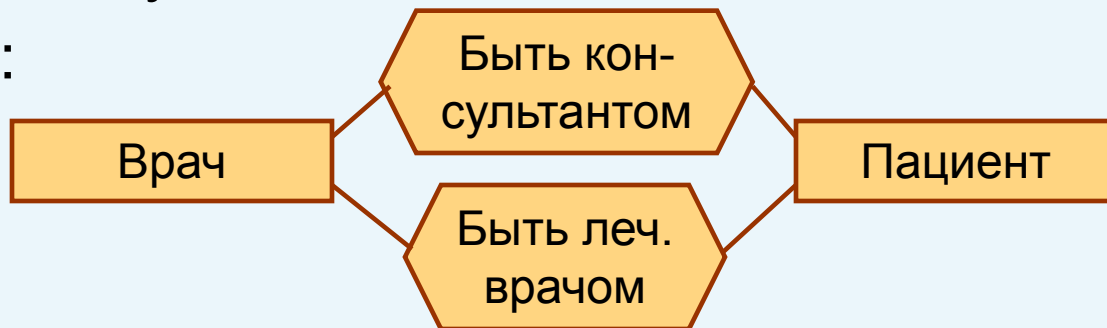 :
Быть кон-
сультантом
Врач
Пациент
Быть леч.
врачом